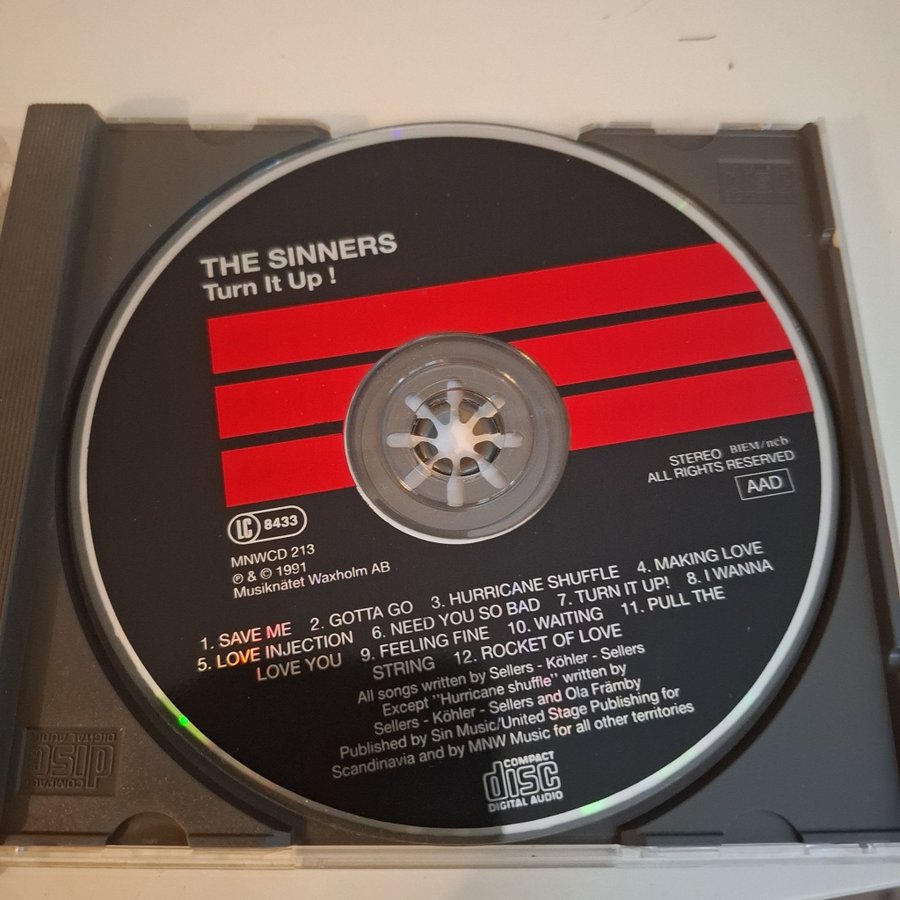 THE SINNERS
Turn It Up !
STEREO BIEM/ncb
ALL RIGHTS RESERVED
AAD
LC 8433
MNWCD 213
℗ & © 1991
Musiknätet Waxholm AB
1. SAVE ME 2. GOTTA GO 3. HURRICANE SHUFFLE 4. MAKING LOVE
5. LOVE INJECTION 6. NEED YOU SO BAD 7. TURN IT UP! 8. I WANNA
LOVE YOU 9. FEELING FINE 10. WAITING 11. PULL THE
STRING 12. ROCKET OF LOVE
All songs written by Sellers - Köhler - Sellers
Except "Hurricane shuffle" written by
Sellers - Köhler - Sellers and Ola Främby
Published by Sin Music/United Stage Publishing for
Scandinavia and by MNW Music for all other territories
COMPACT
disc
DIGITAL AUDIO
COMPACT
disc
DIGITAL AUDIO